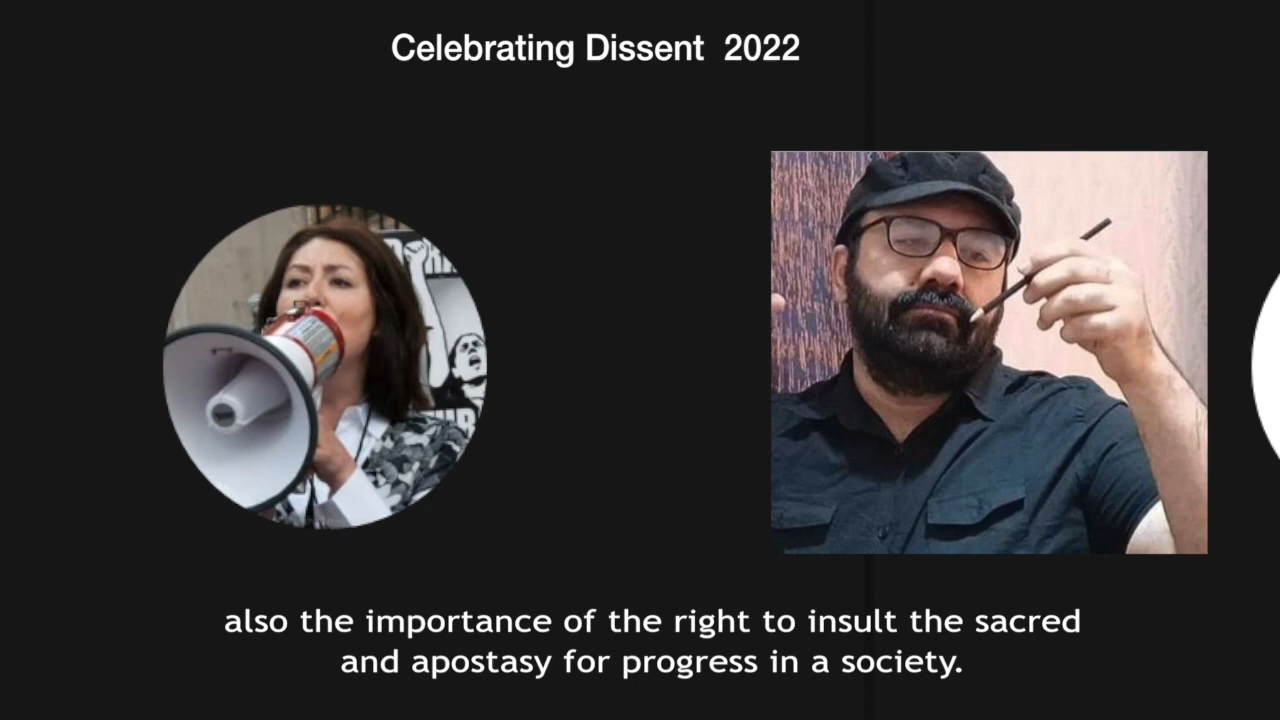 Celebrating Dissent 2022
also the importance of the right to insult the sacred
and apostasy for progress in a society.